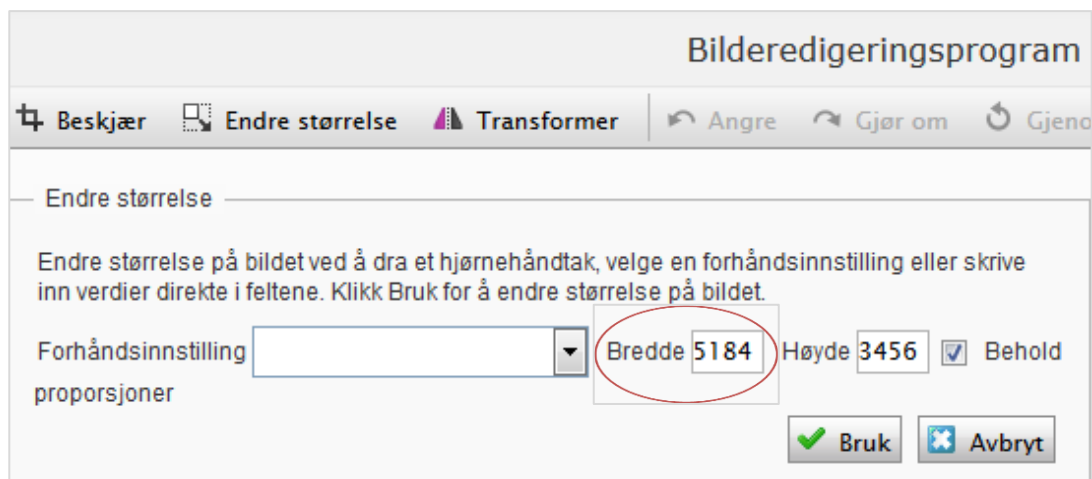 Bilderedigeringsprogram
Beskjær Endre størrelse Transformer Angre Gjør om
Endre størrelse
Endre størrelse på bildet ved å dra et hjørnehåndtak, velge en forhåndsinnstilling eller skrive
inn verdier direkte i feltene. Klikk Bruk for å endre størrelse på bildet.
Forhåndsinnstilling Bredde 5184 Høyde 3456 Behold
proporsjoner
Bruk Avbryt